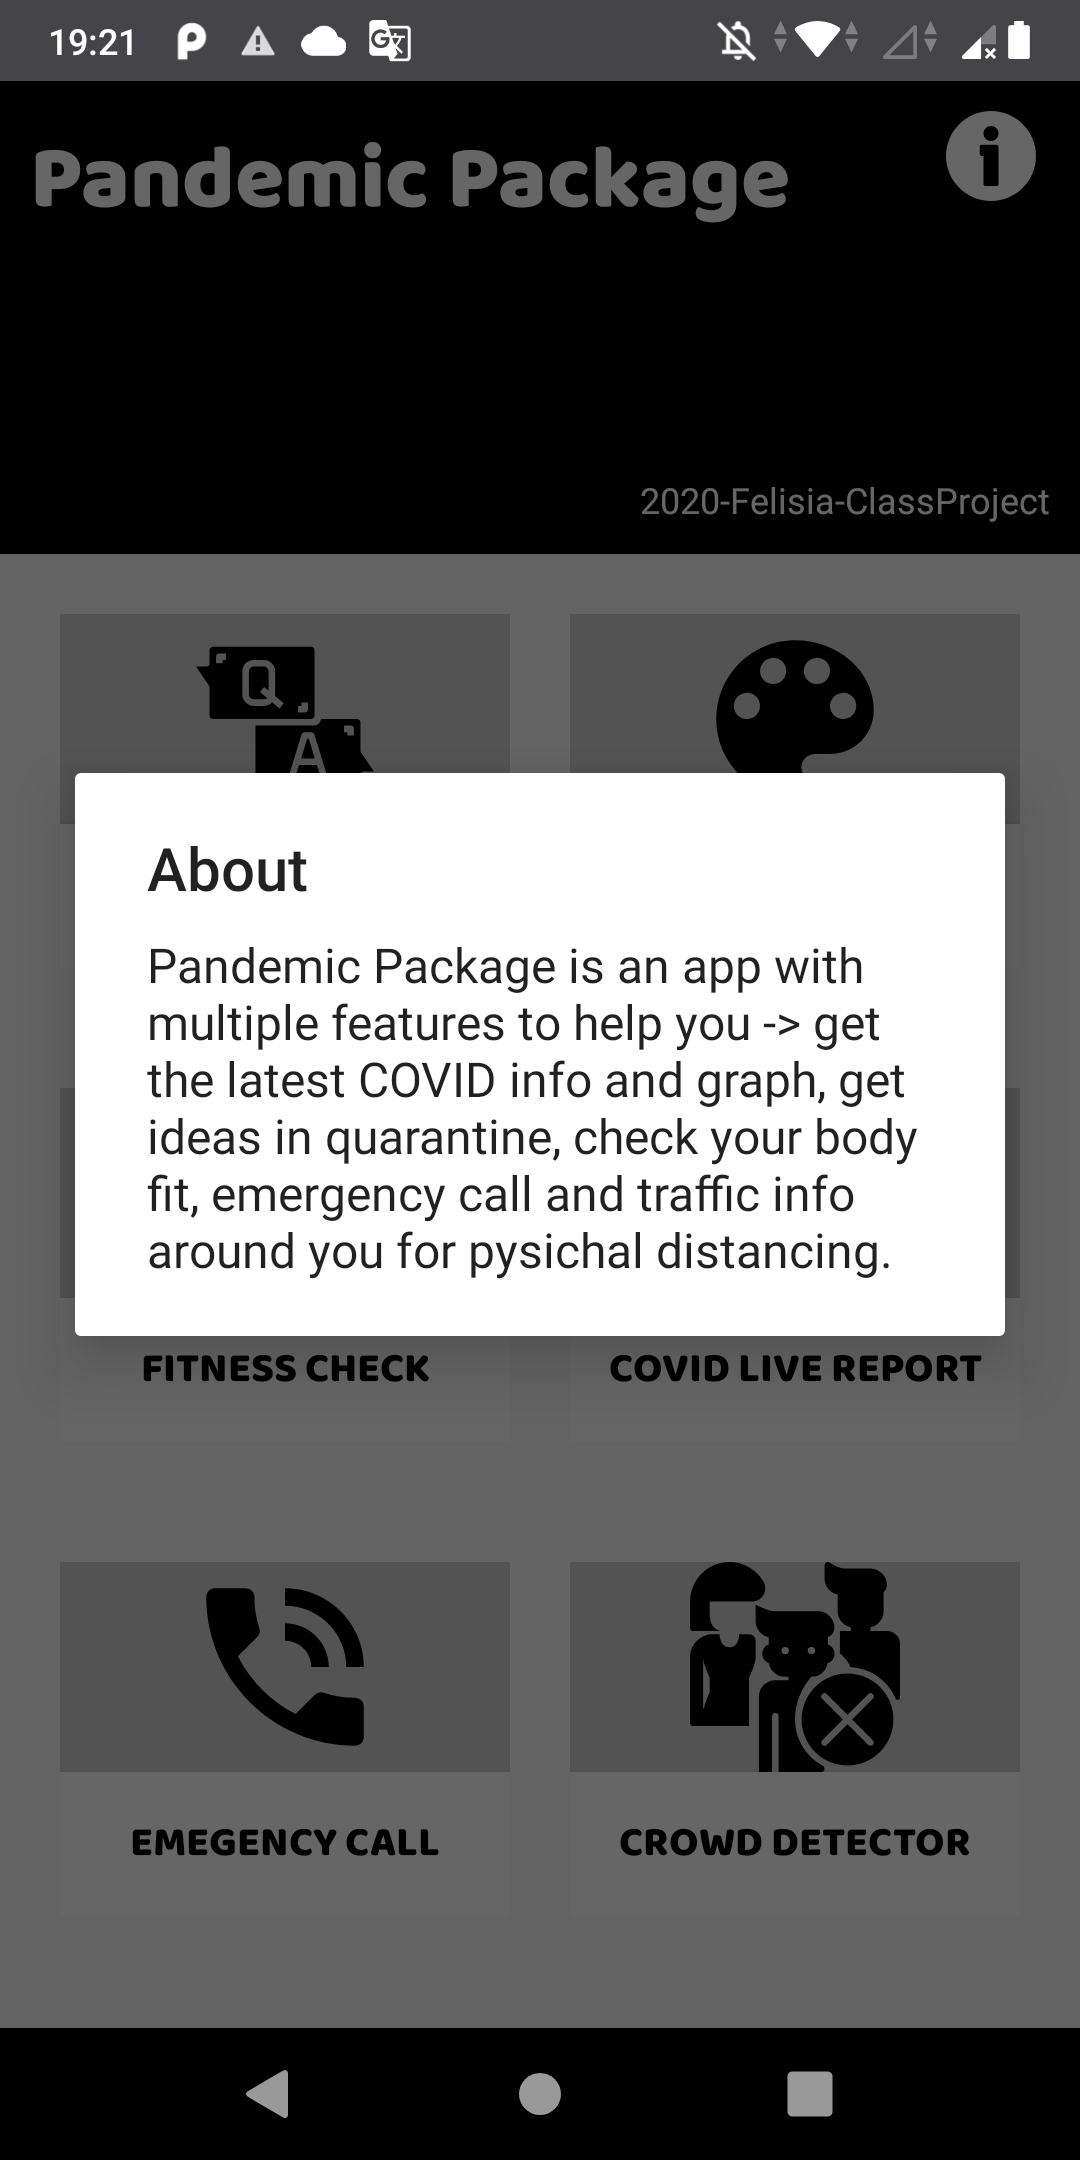 19:21
Pandemic Package
2020-Felisia-ClassProject
Q
A
About
Pandemic Package is an app with
multiple features to help you -> get
the latest COVID info and graph, get
ideas in quarantine, check your body
fit, emergency call and traffic info
around you for pysichal distancing.
FITNESS CHECK
COVID LIVE REPORT
EMEGENCY CALL
CROWD DETECTOR